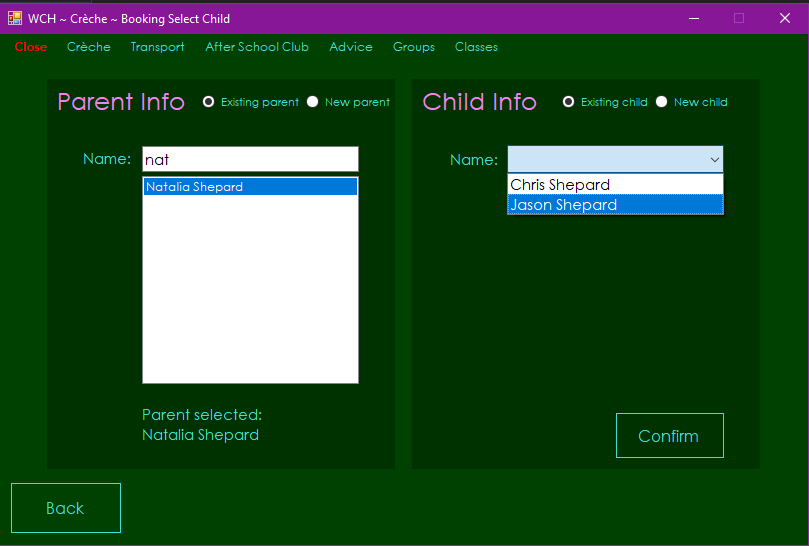 WCH ~ Crèche ~ Booking Select Child
Close Crèche Transport After School Club Advice Groups Classes
Parent Info Existing parent New parent
Name: nat
Natalia Shepard
Parent selected:
Natalia Shepard
Child Info Existing child New child
Name:
Chris Shepard
Jason Shepard
Confirm
Back